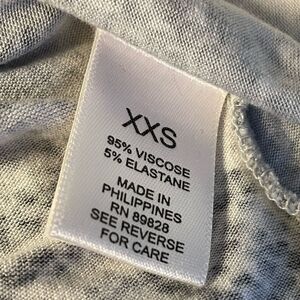 XXS
95% VISCOSE
5% ELASTANE
MADE IN
PHILIPPINES
RN 89828
SEE REVERSE
FOR CARE